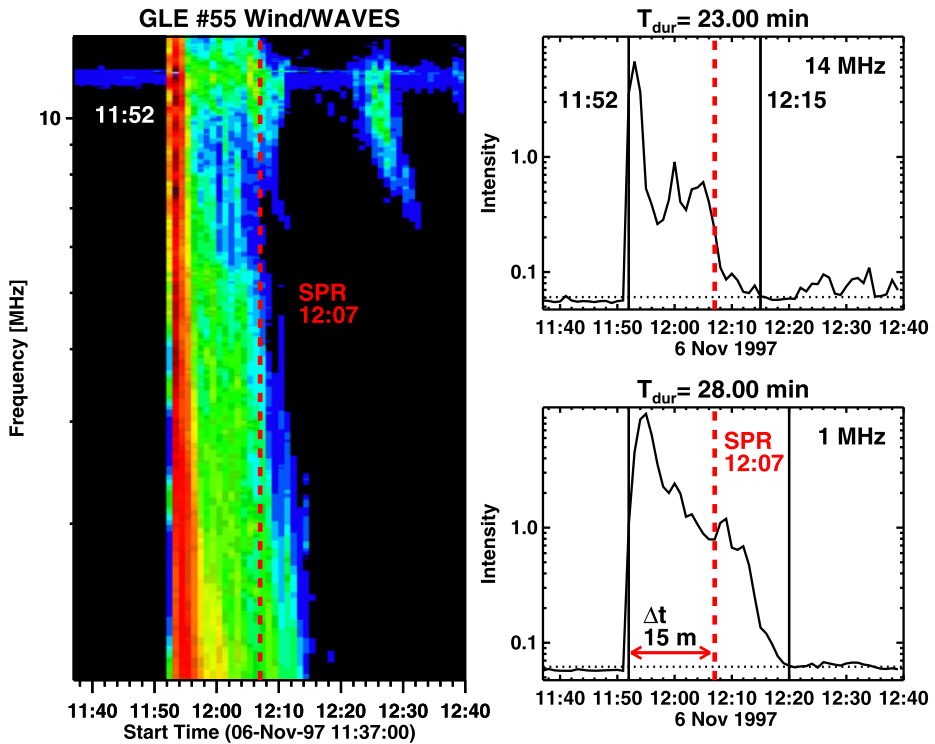 GLE #55 Wind/WAVES
10
11:52
SPR
12:07
Frequency [MHz]
11:40 11:50 12:00 12:10 12:20 12:30 12:40
Start Time (06-Nov-97 11:37:00)
Tdur= 23.00 min
14 MHz
11:52
12:15
1.0
0.1
Intensity
11:40 11:50 12:00 12:10 12:20 12:30 12:40
6 Nov 1997
Tdur= 28.00 min
1 MHz
SPR
12:07
1.0
0.1
Intensity
Δt
15 m
11:40 11:50 12:00 12:10 12:20 12:30 12:40
6 Nov 1997